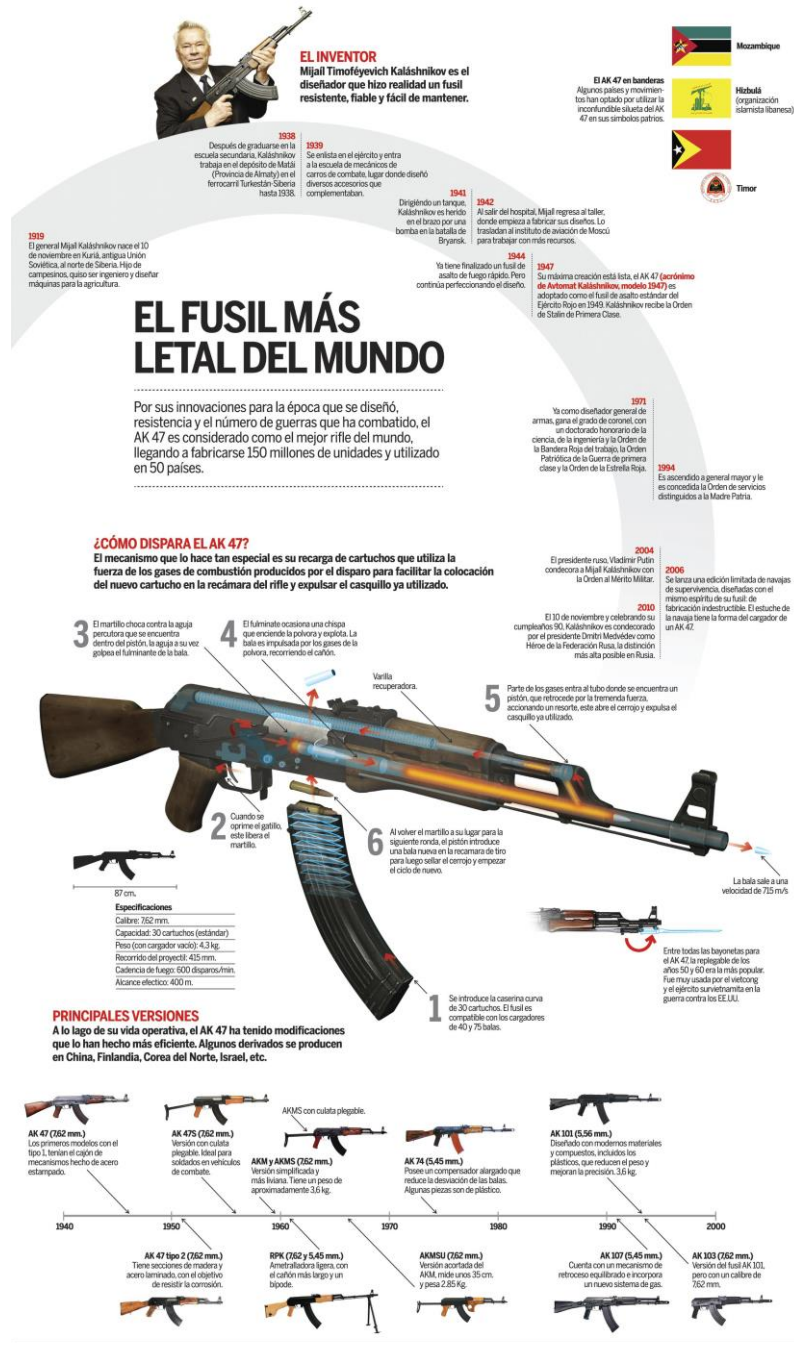 EL INVENTOR
Mijaíl Timoféyevich Kaláshnikov es el
diseñador que hizo realidad un fusil
resistente, fiable y fácil de mantener.
El AK 47 en banderas
Algunos países y movimien-
tos han optado por utilizar la
inconfundible silueta del AK
47 en sus símbolos patrios.
Mozambique
Hizbulá
(organización
islamista libanesa)
Timor
1919
El general Mijaíl Kaláshnikov nace el 10
de noviembre en Kuriá, antigua Unión
Soviética, al norte de Siberia. Hijo de
campesinos, quiso ser ingeniero y diseñar
máquinas para la agricultura.
1938
Después de graduarse en la
escuela secundaria, Kaláshnikov
trabaja en el depósito de Matái
(Provincia de Almaty) en el
ferrocarril Turkestán-Siberia
hasta 1938.
1939
Se enlista en el ejército y entra
a la escuela de mecánicos de
carros de combate, lugar donde diseñó
diversos accesorios que
complementaban.
1941
Dirigiéndo un tanque,
Kaláshnikov es herido
en el brazo por una
bomba en la batalla de
Bryansk.
1942
Al salir del hospital, Mijaíl regresa al taller,
donde empieza a fabricar sus diseños. Lo
trasladan al instituto de aviación de Moscú
para trabajar con más recursos.
1944
Ya tiene finalizado un fusil de
asalto de fuego rápido. Pero
continúa perfeccionando el diseño.
1947
Su máxima creación está lista, el AK 47 (acrónimo
de Avtomat Kaláshnikov, modelo 1947) es
adoptado como el fusil de asalto estándar del
Ejército Rojo en 1949. Kaláshnikov recibe la Orden
de Stalin de Primera Clase.
EL FUSIL MÁS
LETAL DEL MUNDO
Por sus innovaciones para la época que se diseñó,
resistencia y el número de guerras que ha combatido, el
AK 47 es considerado como el mejor rifle del mundo,
llegando a fabricarse 150 millones de unidades y utilizado
en 50 países.
1971
Ya como diseñador general de
armas, gana el grado de coronel, con
un doctorado honorario de la
ciencia, de la ingeniería y la Orden de
la Bandera Roja del trabajo, la Orden
Patriótica de la Guerra de primera
clase y la Orden de la Estrella Roja.
1994
Es ascendido a general mayor y le
es concedida la Orden de servicios
distinguidos a la Madre Patria.
2004
El presidente ruso, Vladímir Putin
condecora a Mijaíl Kaláshnikov con
la Orden al Mérito Militar.
2006
Se lanza una edición limitada de navajas
de supervivencia, diseñadas con el
mismo espíritu de su fusil: de
fabricación indestructible. El estuche de
la navaja tiene la forma del cargador de
un AK 47.
2010
El 10 de noviembre y celebrando su
cumpleaños 90, Kaláshnikov es condecorado
por el presidente Dmitri Medvédev como
Héroe de la Federación Rusa, la distinción
más alta posible en Rusia.
¿CÓMO DISPARA EL AK 47?
El mecanismo que lo hace tan especial es su recarga de cartuchos que utiliza la
fuerza de los gases de combustión producidos por el disparo para facilitar la colocación
del nuevo cartucho en la recámara del rifle y expulsar el casquillo ya utilizado.
3
El martillo choca contra la aguja
percutora que se encuentra
dentro del pistón, la aguja a su vez
golpea el fulminante de la bala.
4
El fulminate ocasiona una chispa
que enciende la polvora y explota. La
bala es impulsada por los gases de la
polvora, recorriendo el cañón.
Varilla
recuperadora.
5
Parte de los gases entra al tubo donde se encuentra un
pistón, que retrocede por la tremenda fuerza,
accionando un resorte, este abre el cerrojo y expulsa el
casquillo ya utilizado.
2
Cuando se
oprime el gatillo,
este libera el
martillo.
6
Al volver el martillo a su lugar para la
siguiente ronda, el pistón introduce
una bala nueva en la recamara de tiro
para luego sellar el cerrojo y empezar
el ciclo de nuevo.
La bala sale a una
velocidad de 715 m/s
87 cm.
Especificaciones
Calibre: 7,62 mm.
Capacidad: 30 cartuchos (estándar)
Peso (con cargador vacío): 4,3 kg.
Recorrido del proyectil: 415 mm.
Cadencia de fuego: 600 disparos/min.
Alcance efectico: 400 m.
1
Se introduce la caserina curva
de 30 cartuchos. El fusil es
compatible con los cargadores
de 40 y 75 balas.
Entre todas las bayonetas para
el AK 47, la replegable de los
años 50 y 60 era la más popular.
Fue muy usada por el vietcong
y el ejército survietnamita en la
guerra contra los EE.UU.
PRINCIPALES VERSIONES
A lo lago de su vida operativa, el AK 47 ha tenido modificaciones
que lo han hecho más eficiente. Algunos derivados se producen
en China, Finlandia, Corea del Norte, Israel, etc.
AK 47 (7,62 mm.)
Los primeros modelos con el
tipo 1, tenían el cajón de
mecanismos hecho de acero
estampado.
AK 47S (7,62 mm.)
Versión con culata
plegable. Ideal para
soldados en vehículos
de combate.
AKMS con culata plegable.
AKM y AKMS (7,62 mm.)
Versión simplificada y
más liviana. Tiene un peso de
aproximadamente 3,6 kg.
AK 74 (5,45 mm.)
Posee un compensador alargado que
reduce la desviación de las balas.
Algunas piezas son de plástico.
AK 101 (5,56 mm.)
Diseñado con modernos materiales
y compuestos, incluidos los
plásticos, que reducen el peso y
mejoran la precisión. 3,6 kg.
1940
1950
1960
1970
1980
1990
2000
AK 47 tipo 2 (7,62 mm.)
Tiene secciones de madera y
acero laminado, con el objetivo
de resistir la corrosión.
RPK (7,62 y 5,45 mm.)
Ametralladora ligera, con
el cañón más largo y un
bípode.
AKMSU (7,62 mm.)
Versión acortada del
AKM, mide unos 35 cm.
y pesa 2.85 Kg.
AK 107 (5,45 mm.)
Cuenta con un mecanismo de
retroceso equilibrado e incorpora
un nuevo sistema de gas.
AK 103 (7,62 mm.)
Versión del fusil AK 101,
pero con un calibre de
7,62 mm.